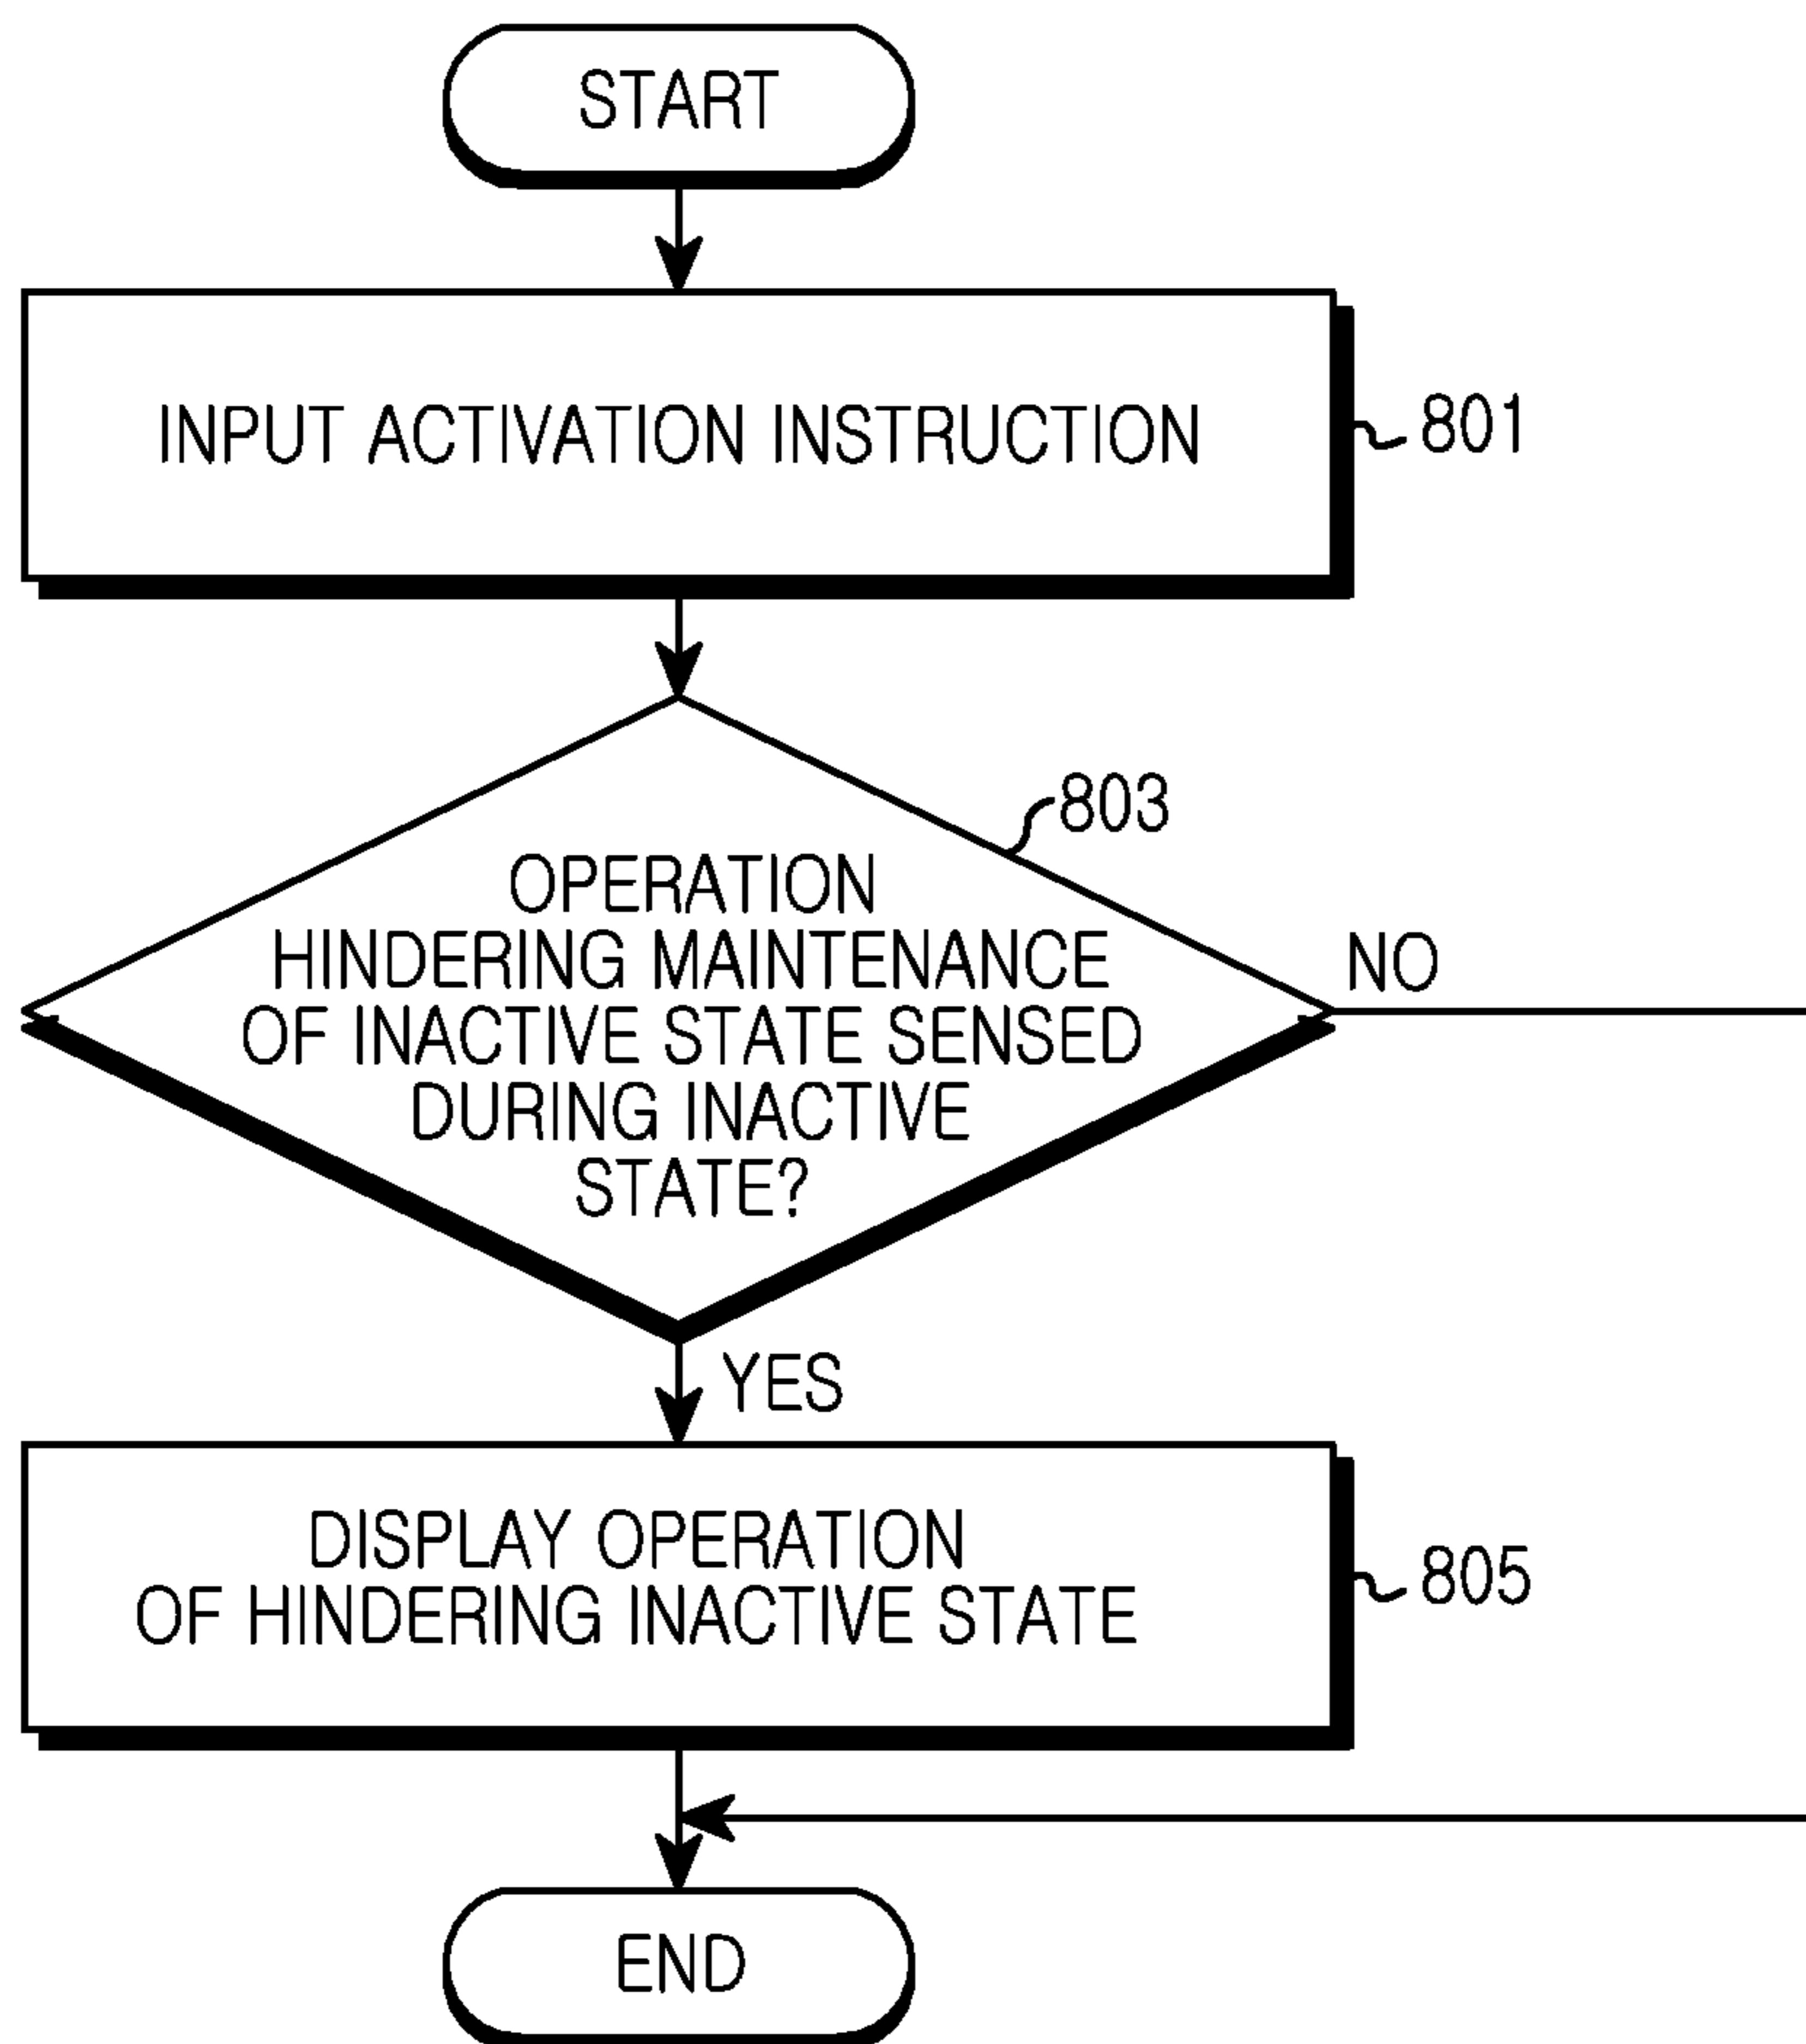 START
INPUT ACTIVATION INSTRUCTION
801
803
OPERATION
HINDERING MAINTENANCE
OF INACTIVE STATE SENSED
DURING INACTIVE
STATE?
NO
YES
DISPLAY OPERATION
OF HINDERING INACTIVE STATE
805
END